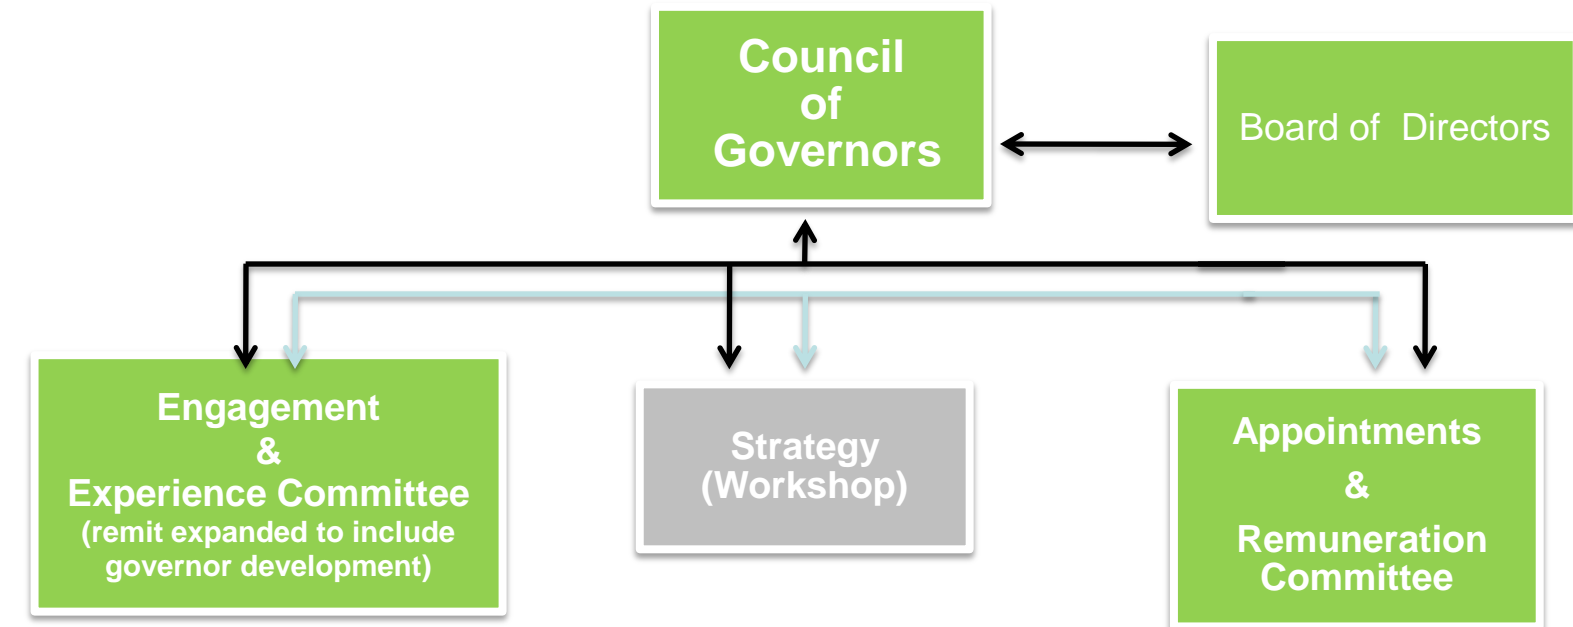 Council
of
Governors
Board of Directors
Engagement
&
Experience Committee
(remit expanded to include
governor development)
Strategy
(Workshop)
Appointments
&
Remuneration
Committee